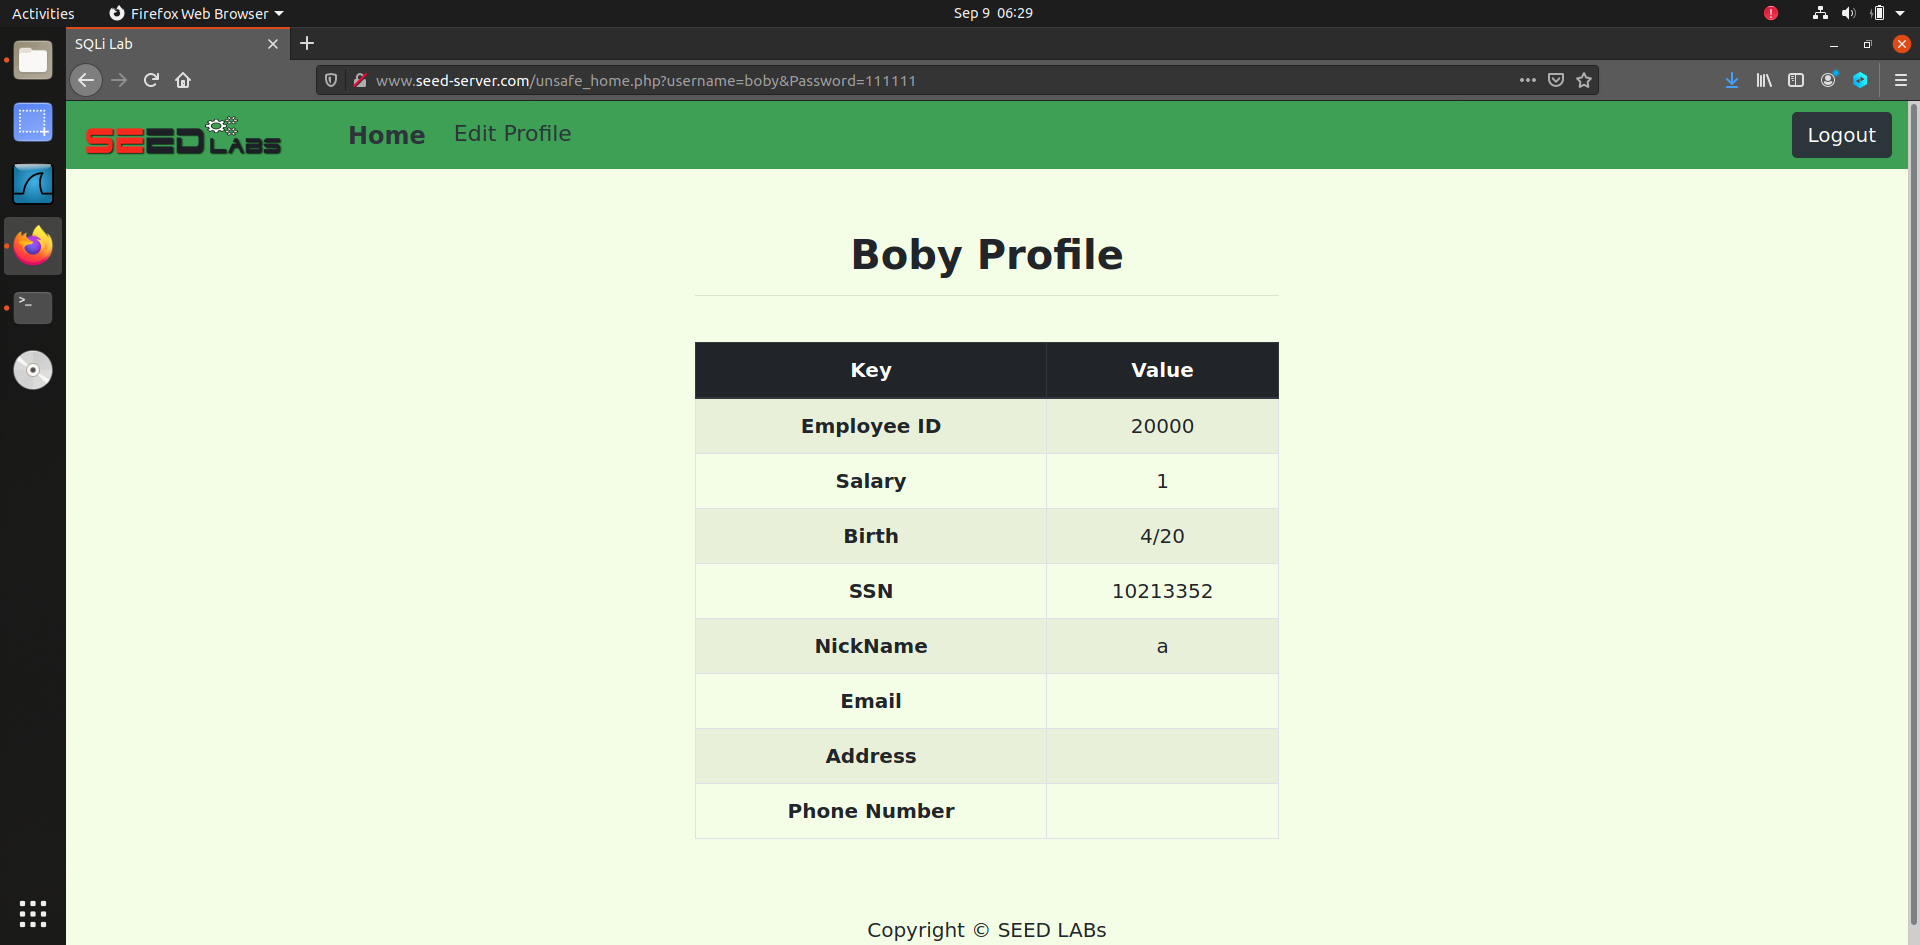 Activities Firefox Web Browser Sep 9 06:29
SQLi Lab
www.seed-server.com/unsafe_home.php?username=boby&Password=111111
SEED LABS Home Edit Profile Logout
Boby Profile
Key Value
Employee ID 20000
Salary 1
Birth 4/20
SSN 10213352
NickName a
Email
Address
Phone Number
Copyright © SEED LABs